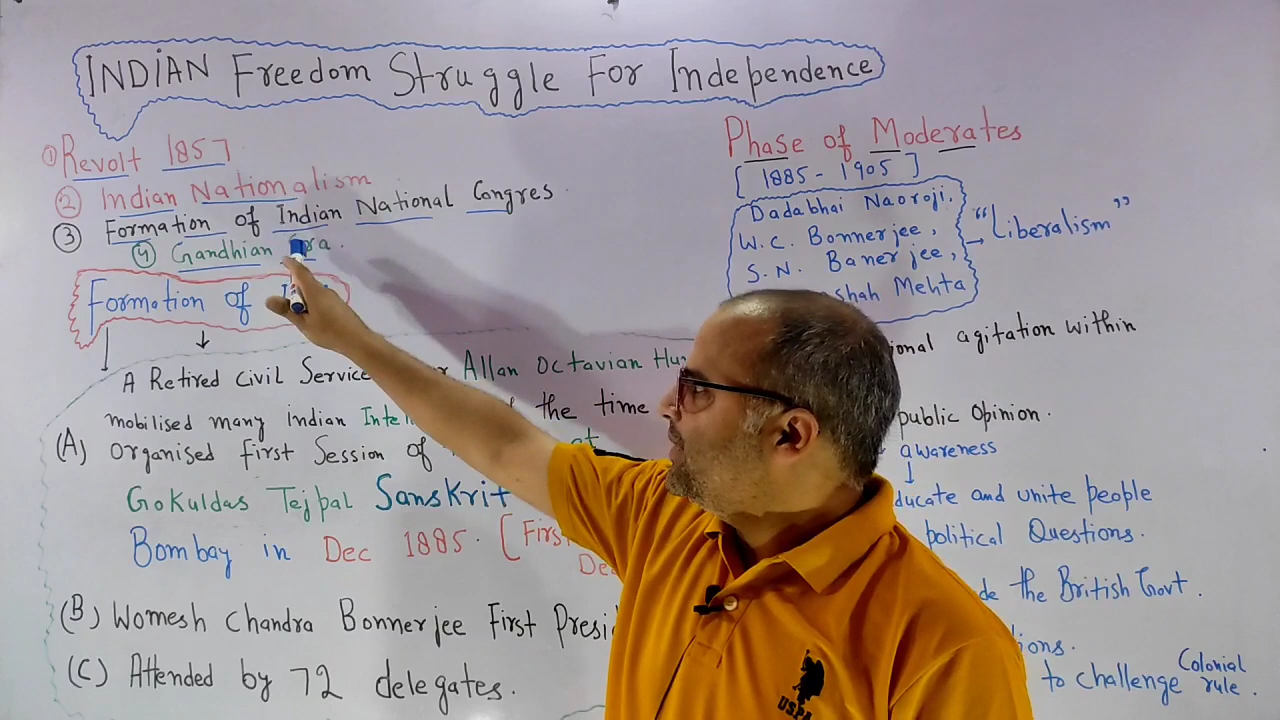 INDIAN Freedom Struggle For Independence
① Revolt 1857
② Indian Nationalism
③ Formation of Indian National Congres
④ Gandhian Era.
Formation of
A Retired Civil Service Allan Octavian
mobilised many Indian the time
(A) Organised First Session of at
Gokuldas Tejpal Sanskrit
Bombay in Dec 1885. [First
(B) Womesh Chandra Bonnerjee First
(C) Attended by 72 delegates.
Phase of Moderates
[1885-1905]
Dadabhai Naoroji.
W.C. Bonnerjee,
S.N. Banerjee,
Mehta
→ "Liberalism"
agitation within
public Opinion.
awareness
and unite people
political Questions.
the British Govt.
to challenge Colonial
rule.